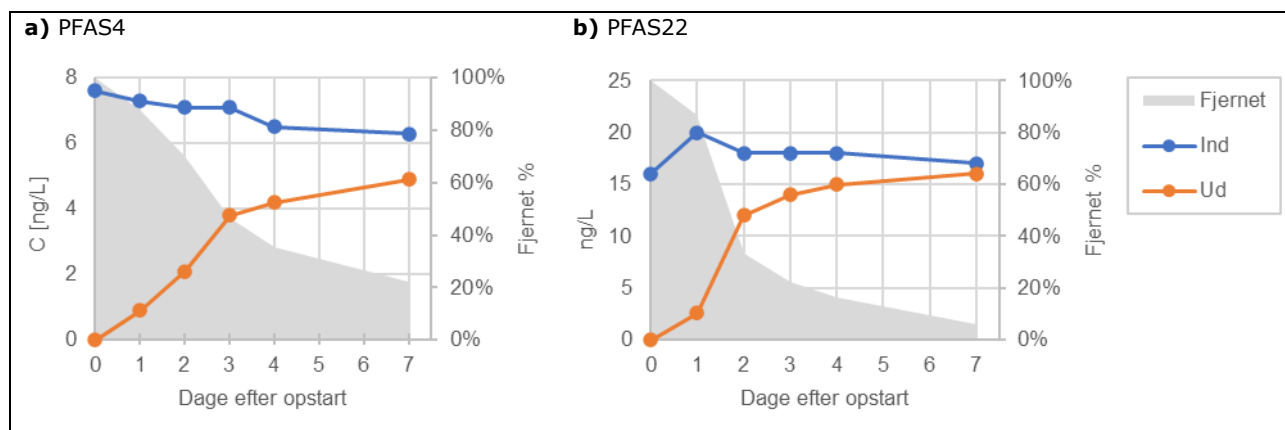 a) PFAS4
8
6
4
2
0
C [ng/L]
100%
80%
60%
40%
20%
0%
Fjernet %
0 1 2 3 4 5 6 7
Dage efter opstart
b) PFAS22
25
20
15
10
5
0
ng/L
100%
80%
60%
40%
20%
0%
Fjernet %
0 1 2 3 4 5 6 7
Dage efter opstart
Fjernet
Ind
Ud